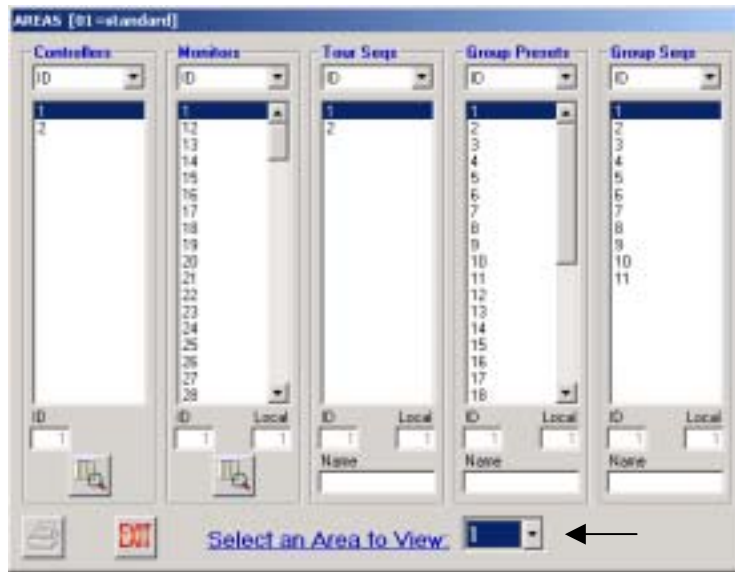 AREAS [01=standard]
Controllers
ID
1
2
ID
1
Monitors
ID
1
12
13
14
15
16
17
18
19
20
21
22
23
24
25
26
27
28
ID Local
1 1
Tour Seqs
ID
1
2
ID Local
1 1
Name
Group Presets
ID
1
2
3
4
5
6
7
8
9
10
11
12
13
14
15
16
17
18
ID Local
1 1
Name
Group Seqs
ID
1
2
3
4
5
6
7
8
9
10
11
ID Local
1 1
Name
EXIT
Select an Area to View:
1